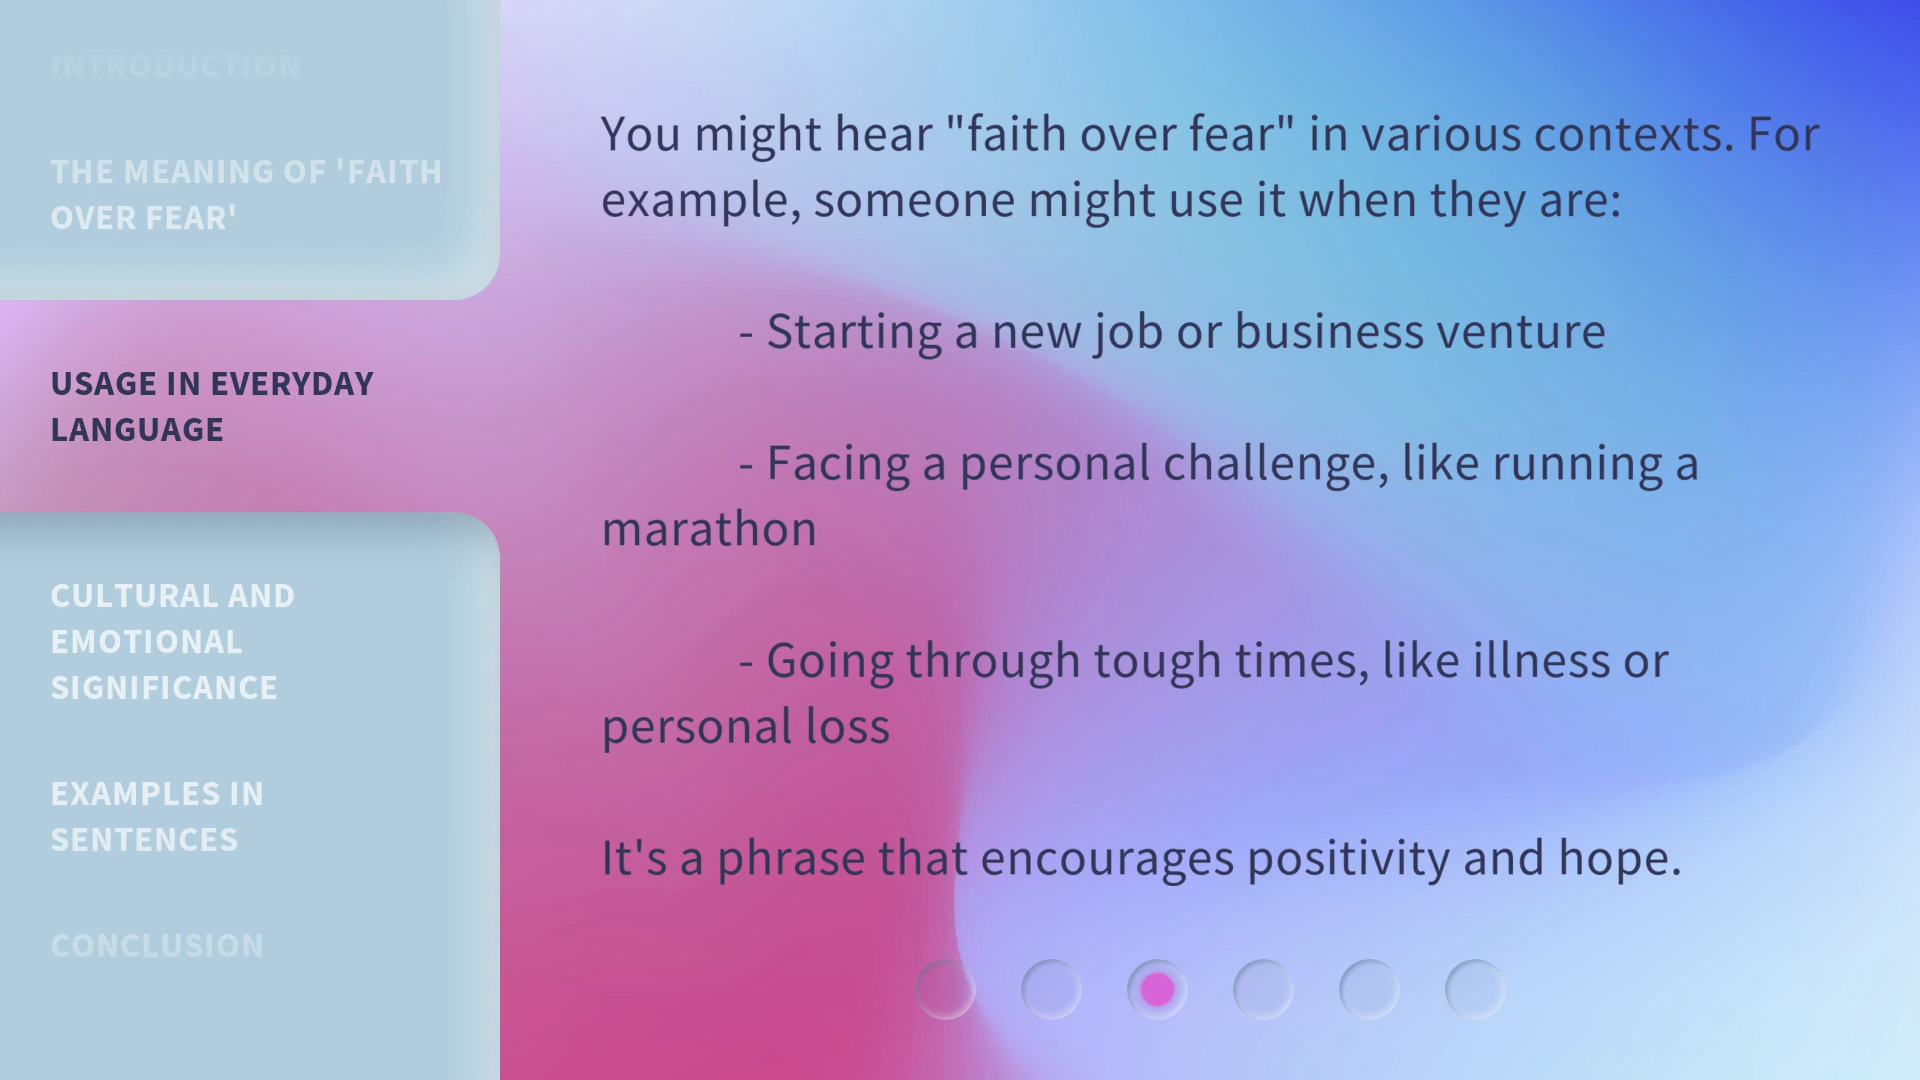 INTRODUCTION
THE MEANING OF 'FAITH
OVER FEAR'
USAGE IN EVERYDAY
LANGUAGE
CULTURAL AND
EMOTIONAL
SIGNIFICANCE
EXAMPLES IN
SENTENCES
CONCLUSION
You might hear "faith over fear" in various contexts. For
example, someone might use it when they are:
- Starting a new job or business venture
- Facing a personal challenge, like running a
marathon
- Going through tough times, like illness or
personal loss
It's a phrase that encourages positivity and hope.